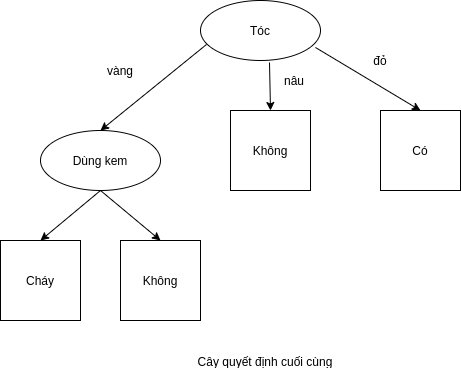 Tóc
vàng
nâu
đỏ
Dùng kem
Không
Có
Cháy
Không
Cây quyết định cuối cùng